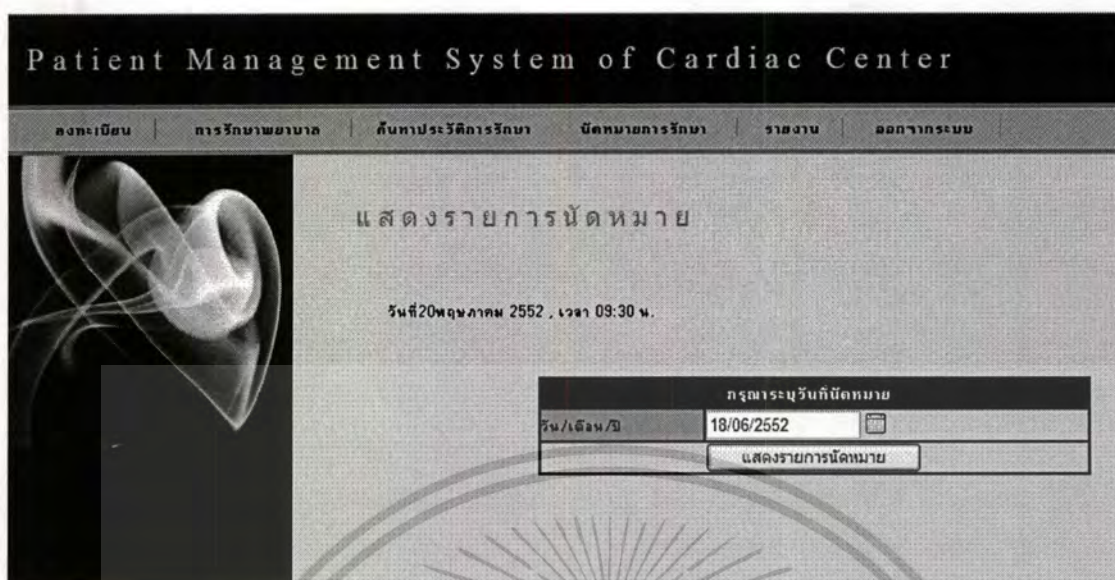 Patient Management System of Cardiac Center
ลงทะเบียน | การรักษาพยาบาล | ค้นหาประวัติการรักษา นัดหมายการรักษา | รายงาน | ออกจากระบบ |
แสดงรายการนัดหมาย
วันที่20พฤษภาคม 2552 , เวลา 09:30 น.
กรุณาระบุวันที่นัดหมาย
วัน/เดือน/ปี 18/06/2552
แสดงรายการนัดหมาย